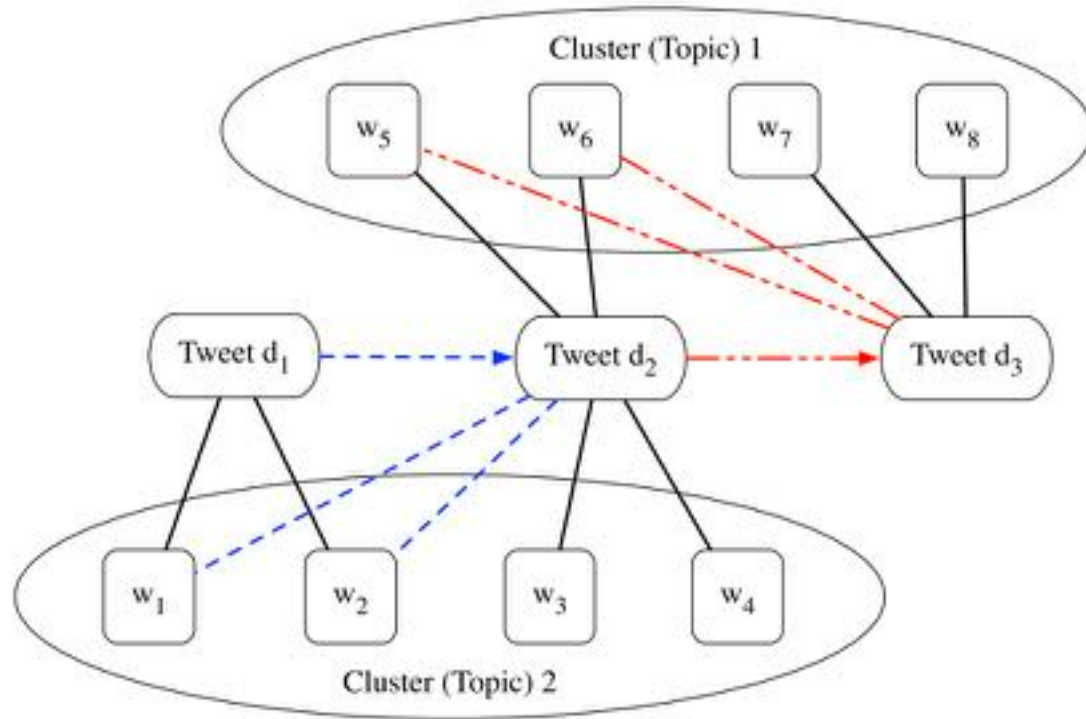 Cluster (Topic) 1
w5 w6 w7 w8
Tweet d1 Tweet d2 Tweet d3
w1 w2 w3 w4
Cluster (Topic) 2